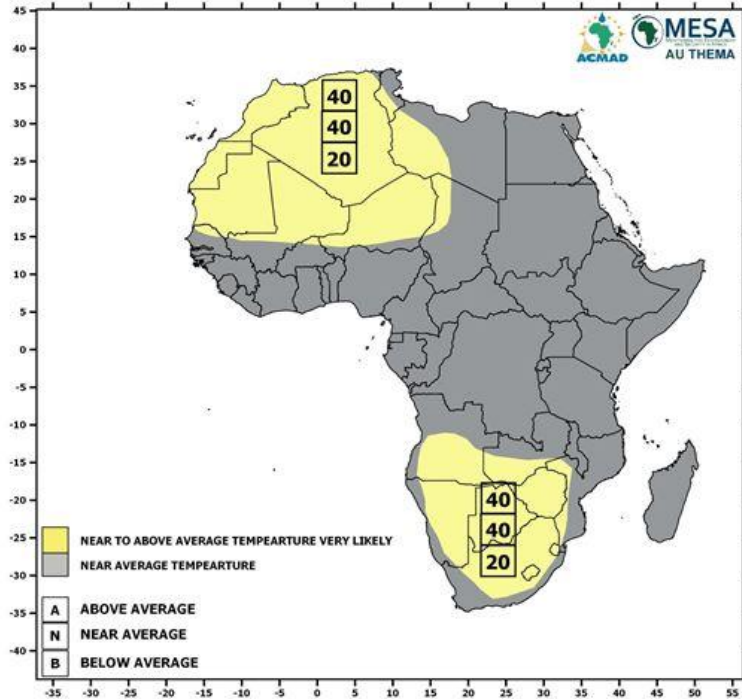 ACMAD
MESA
AU THEMA
45
40
35
30
25
20
15
10
5
0
-5
-10
-15
-20
-25
-30
-35
-40
40
40
20
40
40
20
NEAR TO ABOVE AVERAGE TEMPEARTURE VERY LIKELY
NEAR AVERAGE TEMPEARTURE
A ABOVE AVERAGE
N NEAR AVERAGE
B BELOW AVERAGE
-35 -30 -25 -20 -15 -10 -5 0 5 10 15 20 25 30 35 40 45 50 55